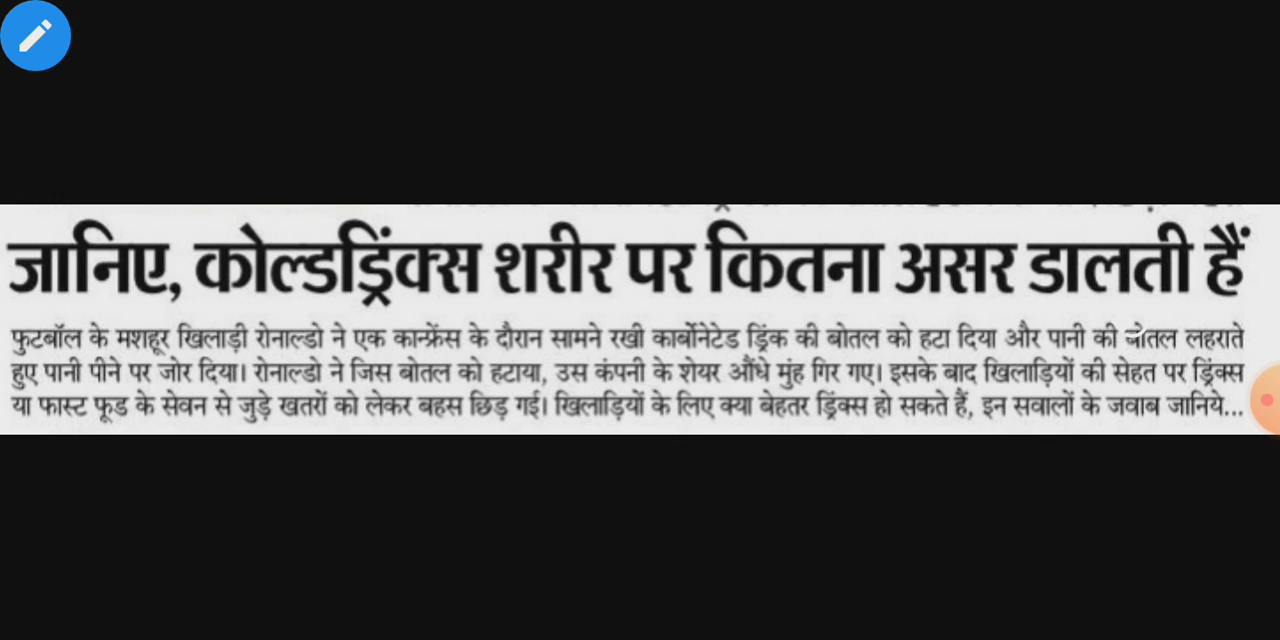 जानिए, कोल्डड्रिंक्स शरीर पर कितना असर डालती हैं
फुटबॉल के मशहूर खिलाड़ी रोनाल्डो ने एक कान्फ्रेंस के दौरान सामने रखी कार्बोनेटेड ड्रिंक की बोतल को हटा दिया और पानी की बोतल लहराते
हुए पानी पीने पर जोर दिया। रोनाल्डो ने जिस बोतल को हटाया, उस कंपनी के शेयर औंधे मुंह गिर गए। इसके बाद खिलाड़ियों की सेहत पर ड्रिंक्स
या फास्ट फूड के सेवन से जुड़े खतरों को लेकर बहस छिड़ गई। खिलाड़ियों के लिए क्या बेहतर ड्रिंक्स हो सकते हैं, इन सवालों के जवाब जानिये...